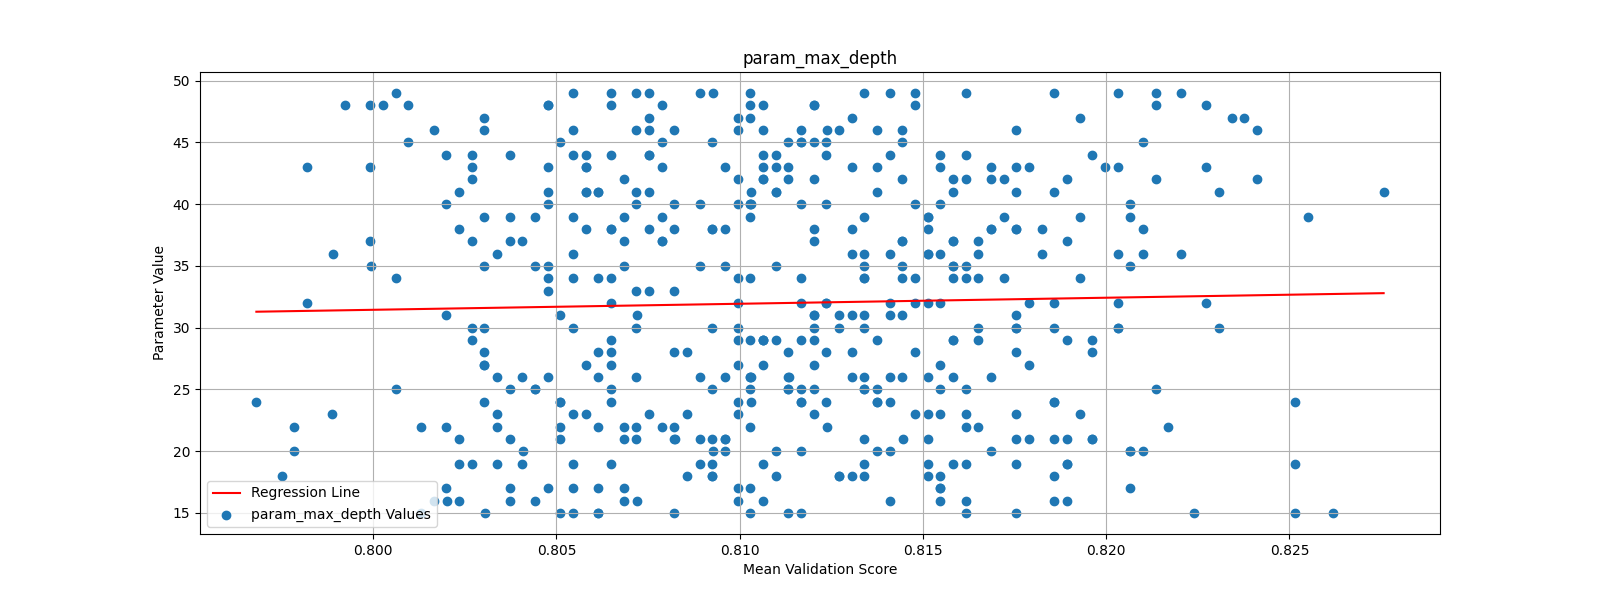 param_max_depth
50
45
40
35
30
25
20
15
Parameter Value
Regression Line
param_max_depth Values
0.800 0.805 0.810 0.815 0.820 0.825
Mean Validation Score